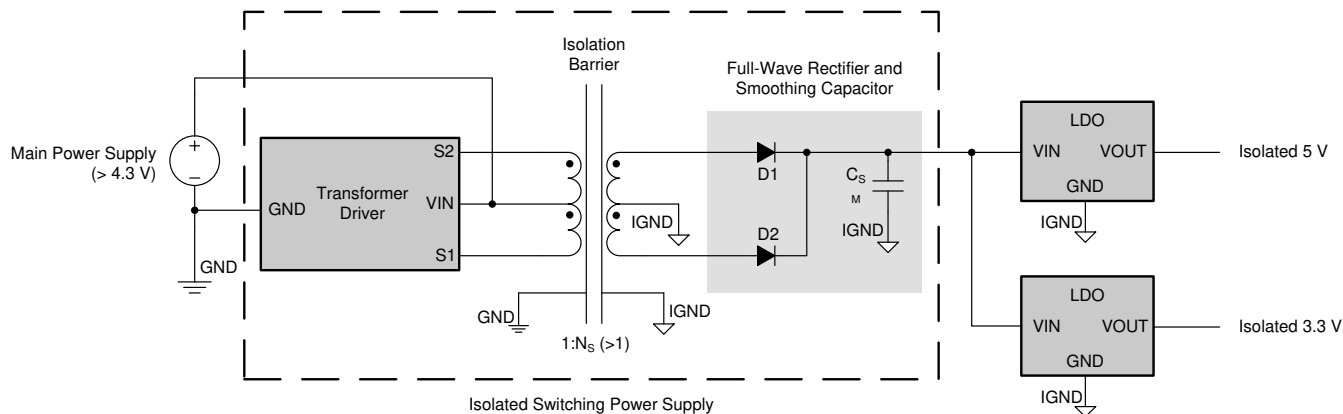 Isolation
Barrier
Full-Wave Rectifier and
Smoothing Capacitor
Main Power Supply
(> 4.3 V)
+
–
GND
GND
Transformer
Driver
S2
VIN
S1
IGND
D1
D2
CS
M
IGND
GND
IGND
1:NS (>1)
Isolated Switching Power Supply
LDO
VIN
VOUT
GND
IGND
Isolated 5 V
LDO
VIN
VOUT
GND
IGND
Isolated 3.3 V